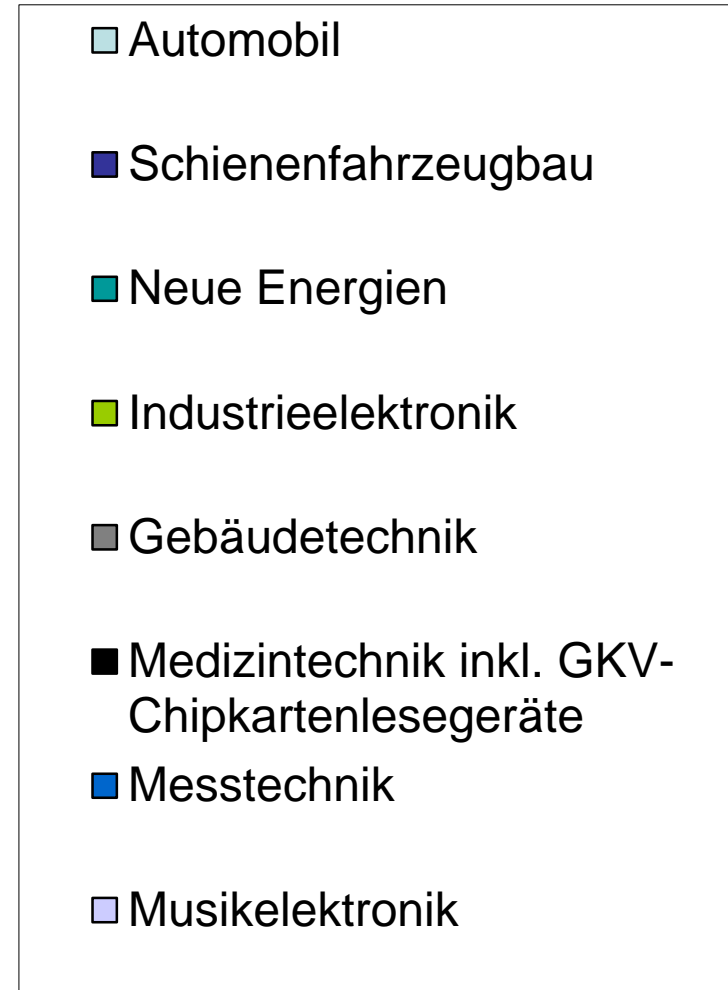 Automobil
Schienenfahrzeugbau
Neue Energien
Industrieelektronik
Gebäudetechnik
Medizintechnik inkl. GKV-
Chipkartenlesegeräte
Messtechnik
Musikelektronik